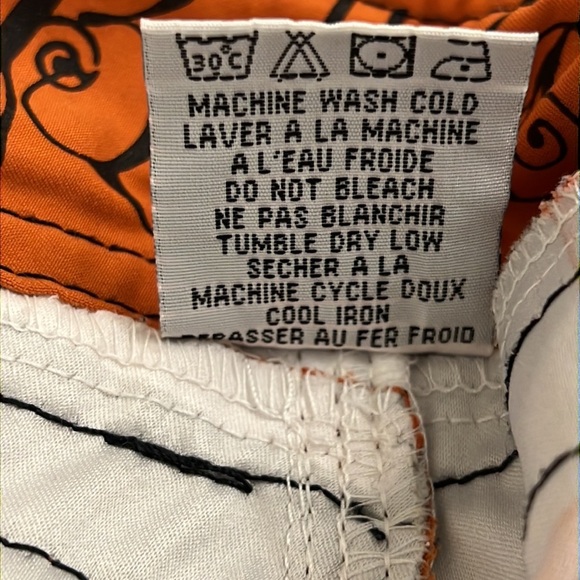 30°C
MACHINE WASH COLD
LAVER A LA MACHINE
A L'EAU FROIDE
DO NOT BLEACH
NE PAS BLANCHIR
TUMBLE DRY LOW
SECHER A LA
MACHINE CYCLE DOUX
COOL IRON
REPASSER AU FER FROID